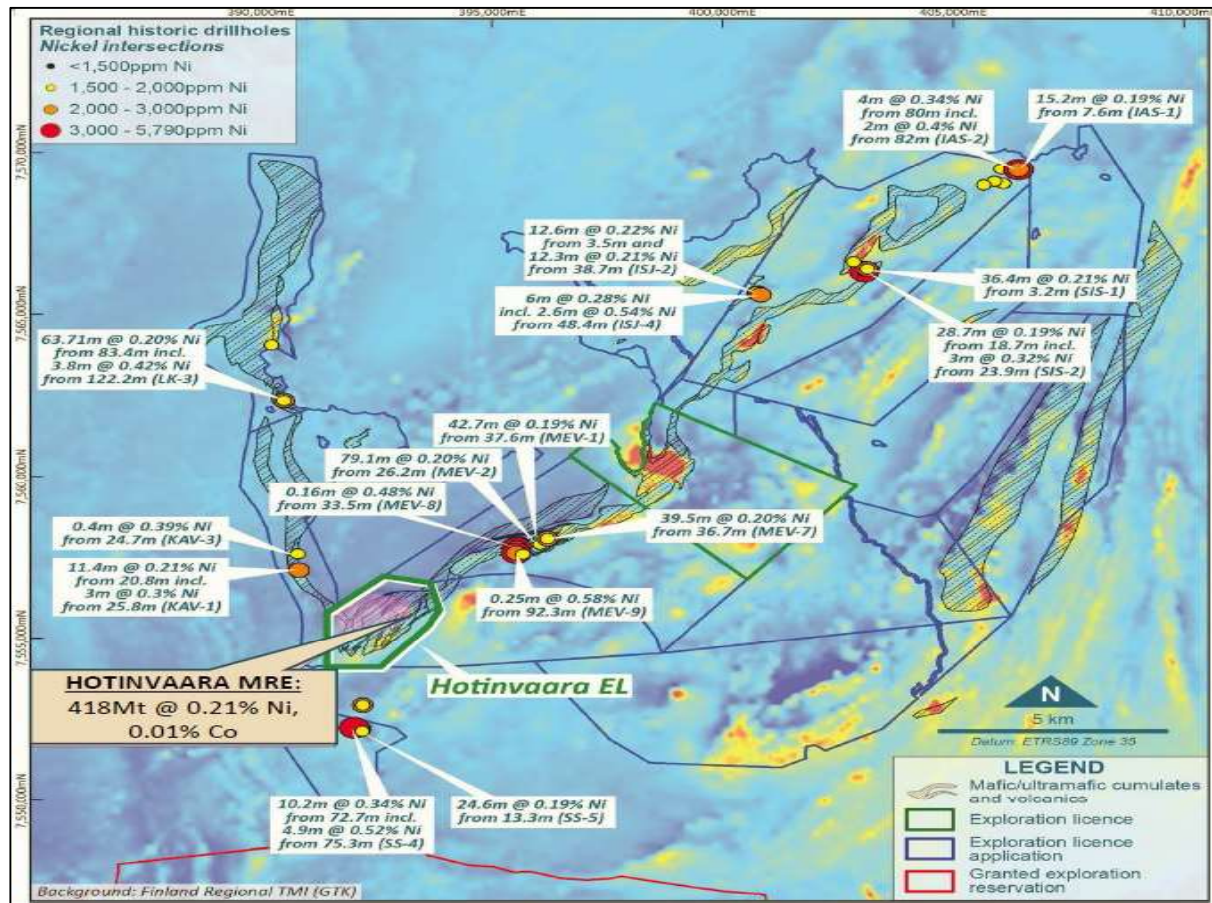 390,000mE
395,000mE
400,000mE
405,000mE
410,000mE
Regional historic drillholes
Nickel intersections
<1,500ppm Ni
1,500 - 2,000ppm Ni
2,000 - 3,000ppm Ni
3,000 - 5,790ppm Ni
7,570,000mN
7,565,000mN
7,560,000mN
7,555,000mN
7,550,000mN
4m @ 0.34% Ni
from 80m incl.
2m @ 0.4% Ni
from 82m (IAS-2)
15.2m @ 0.19% Ni
from 7.6m (IAS-1)
12.6m @ 0.22% Ni
from 3.5m and
12.3m @ 0.21% Ni
from 38.7m (ISJ-2)
6m @ 0.28% Ni
incl. 2.6m @ 0.54% Ni
from 48.4m (ISJ-4)
36.4m @ 0.21% Ni
from 3.2m (SIS-1)
28.7m @ 0.19% Ni
from 18.7m incl.
3m @ 0.32% Ni
from 23.9m (SIS-2)
63.71m @ 0.20% Ni
from 83.4m incl.
3.8m @ 0.42% Ni
from 122.2m (LK-3)
42.7m @ 0.19% Ni
from 37.6m (MEV-1)
79.1m @ 0.20% Ni
from 26.2m (MEV-2)
0.16m @ 0.48% Ni
from 33.5m (MEV-8)
39.5m @ 0.20% Ni
from 36.7m (MEV-7)
0.4m @ 0.39% Ni
from 24.7m (KAV-3)
11.4m @ 0.21% Ni
from 20.8m incl.
3m @ 0.3% Ni
from 25.8m (KAV-1)
0.25m @ 0.58% Ni
from 92.3m (MEV-9)
HOTINVAARA MRE:
418Mt @ 0.21% Ni,
0.01% Co
Hotinvaara EL
N
5 km
Datum: ETRS89 Zone 35
10.2m @ 0.34% Ni
from 72.7m incl.
4.9m @ 0.52% Ni
from 75.3m (SS-4)
24.6m @ 0.19% Ni
from 13.3m (SS-5)
LEGEND
Mafic/ultramafic cumulates
and volcanics
Exploration licence
Exploration licence
application
Granted exploration
reservation
Background: Finland Regional TMI (GTK)